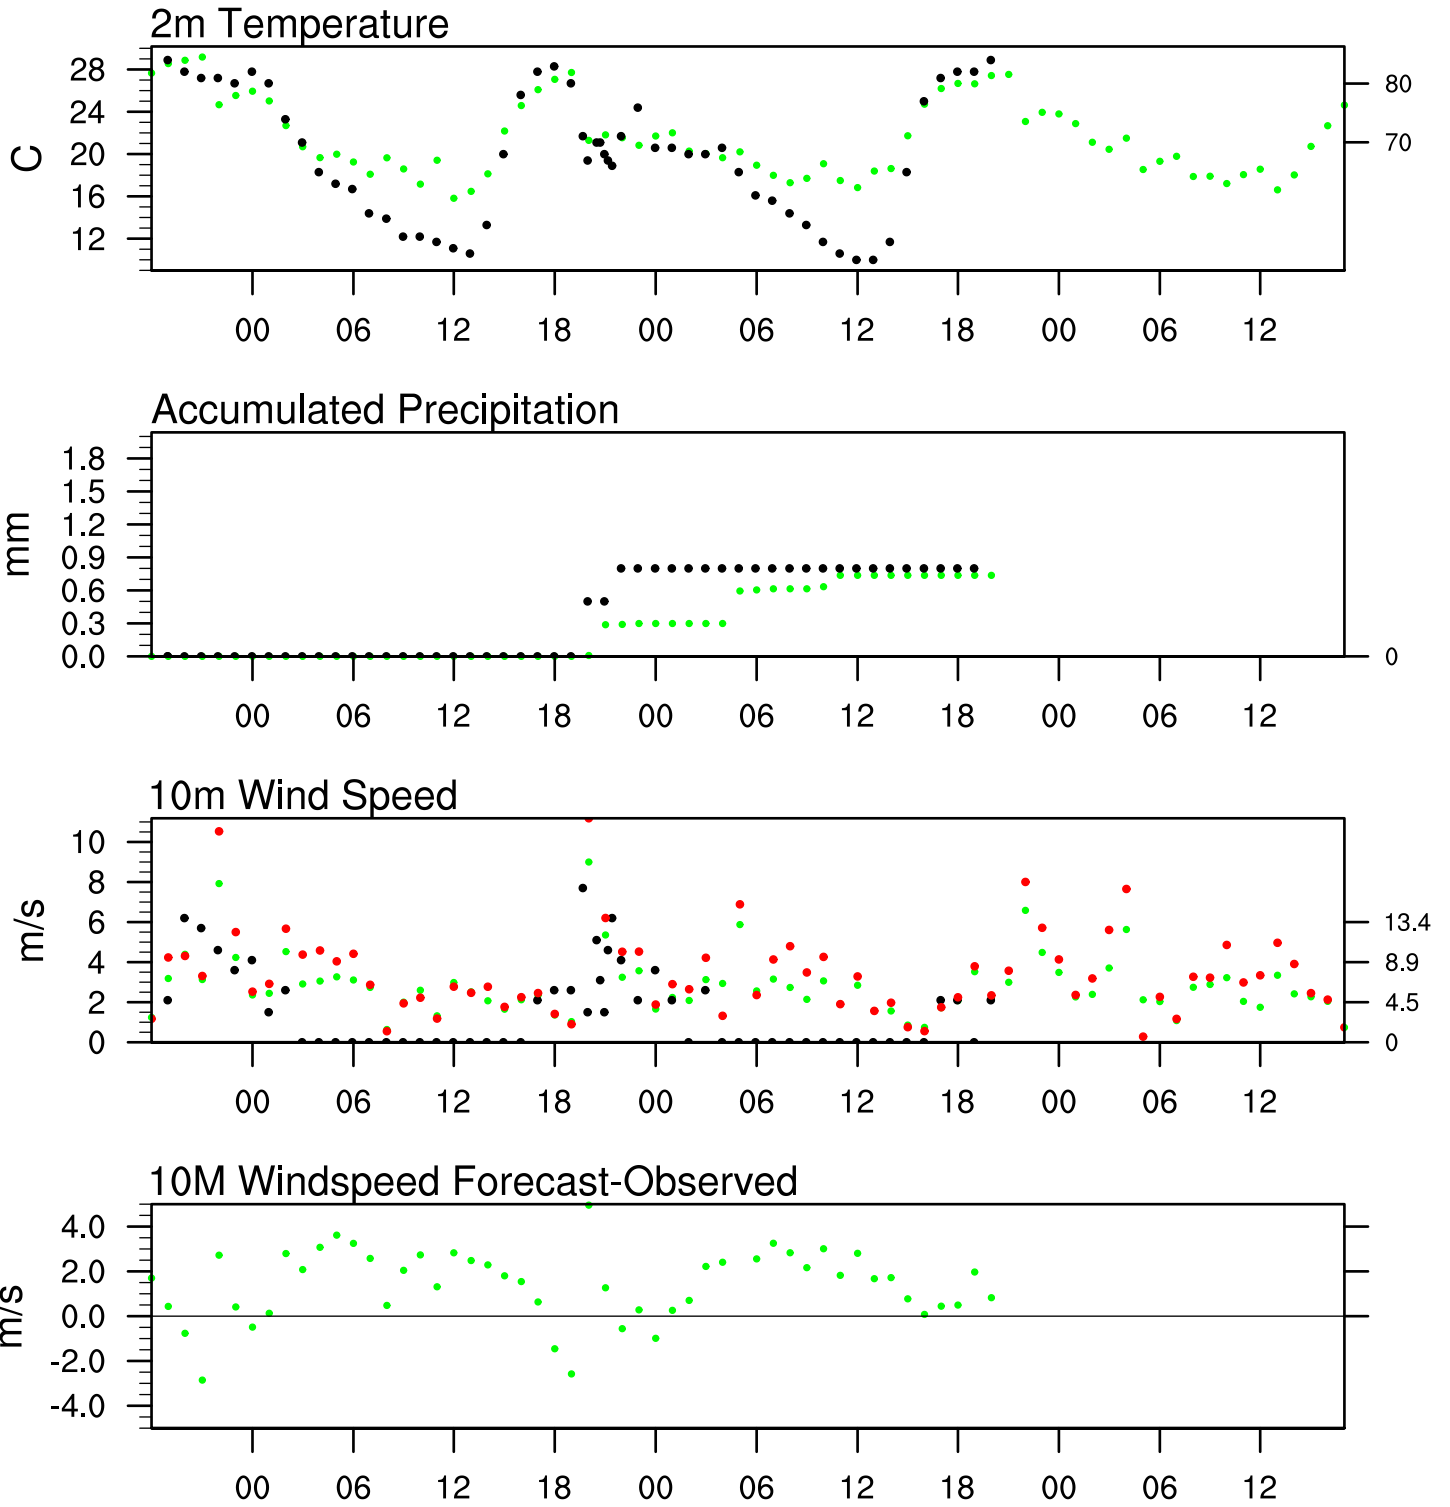 2m Temperature
28
24
20
16
12
C
80
70
00 06 12 18 00 06 12 18 00 06 12
Accumulated Precipitation
1.8
1.5
1.2
0.9
0.6
0.3
0.0
mm
0
00 06 12 18 00 06 12 18 00 06 12
10m Wind Speed
10
8
6
4
2
0
m/s
13.4
8.9
4.5
0
00 06 12 18 00 06 12 18 00 06 12
10M Windspeed Forecast-Observed
4.0
2.0
0.0
-2.0
-4.0
m/s
00 06 12 18 00 06 12 18 00 06 12